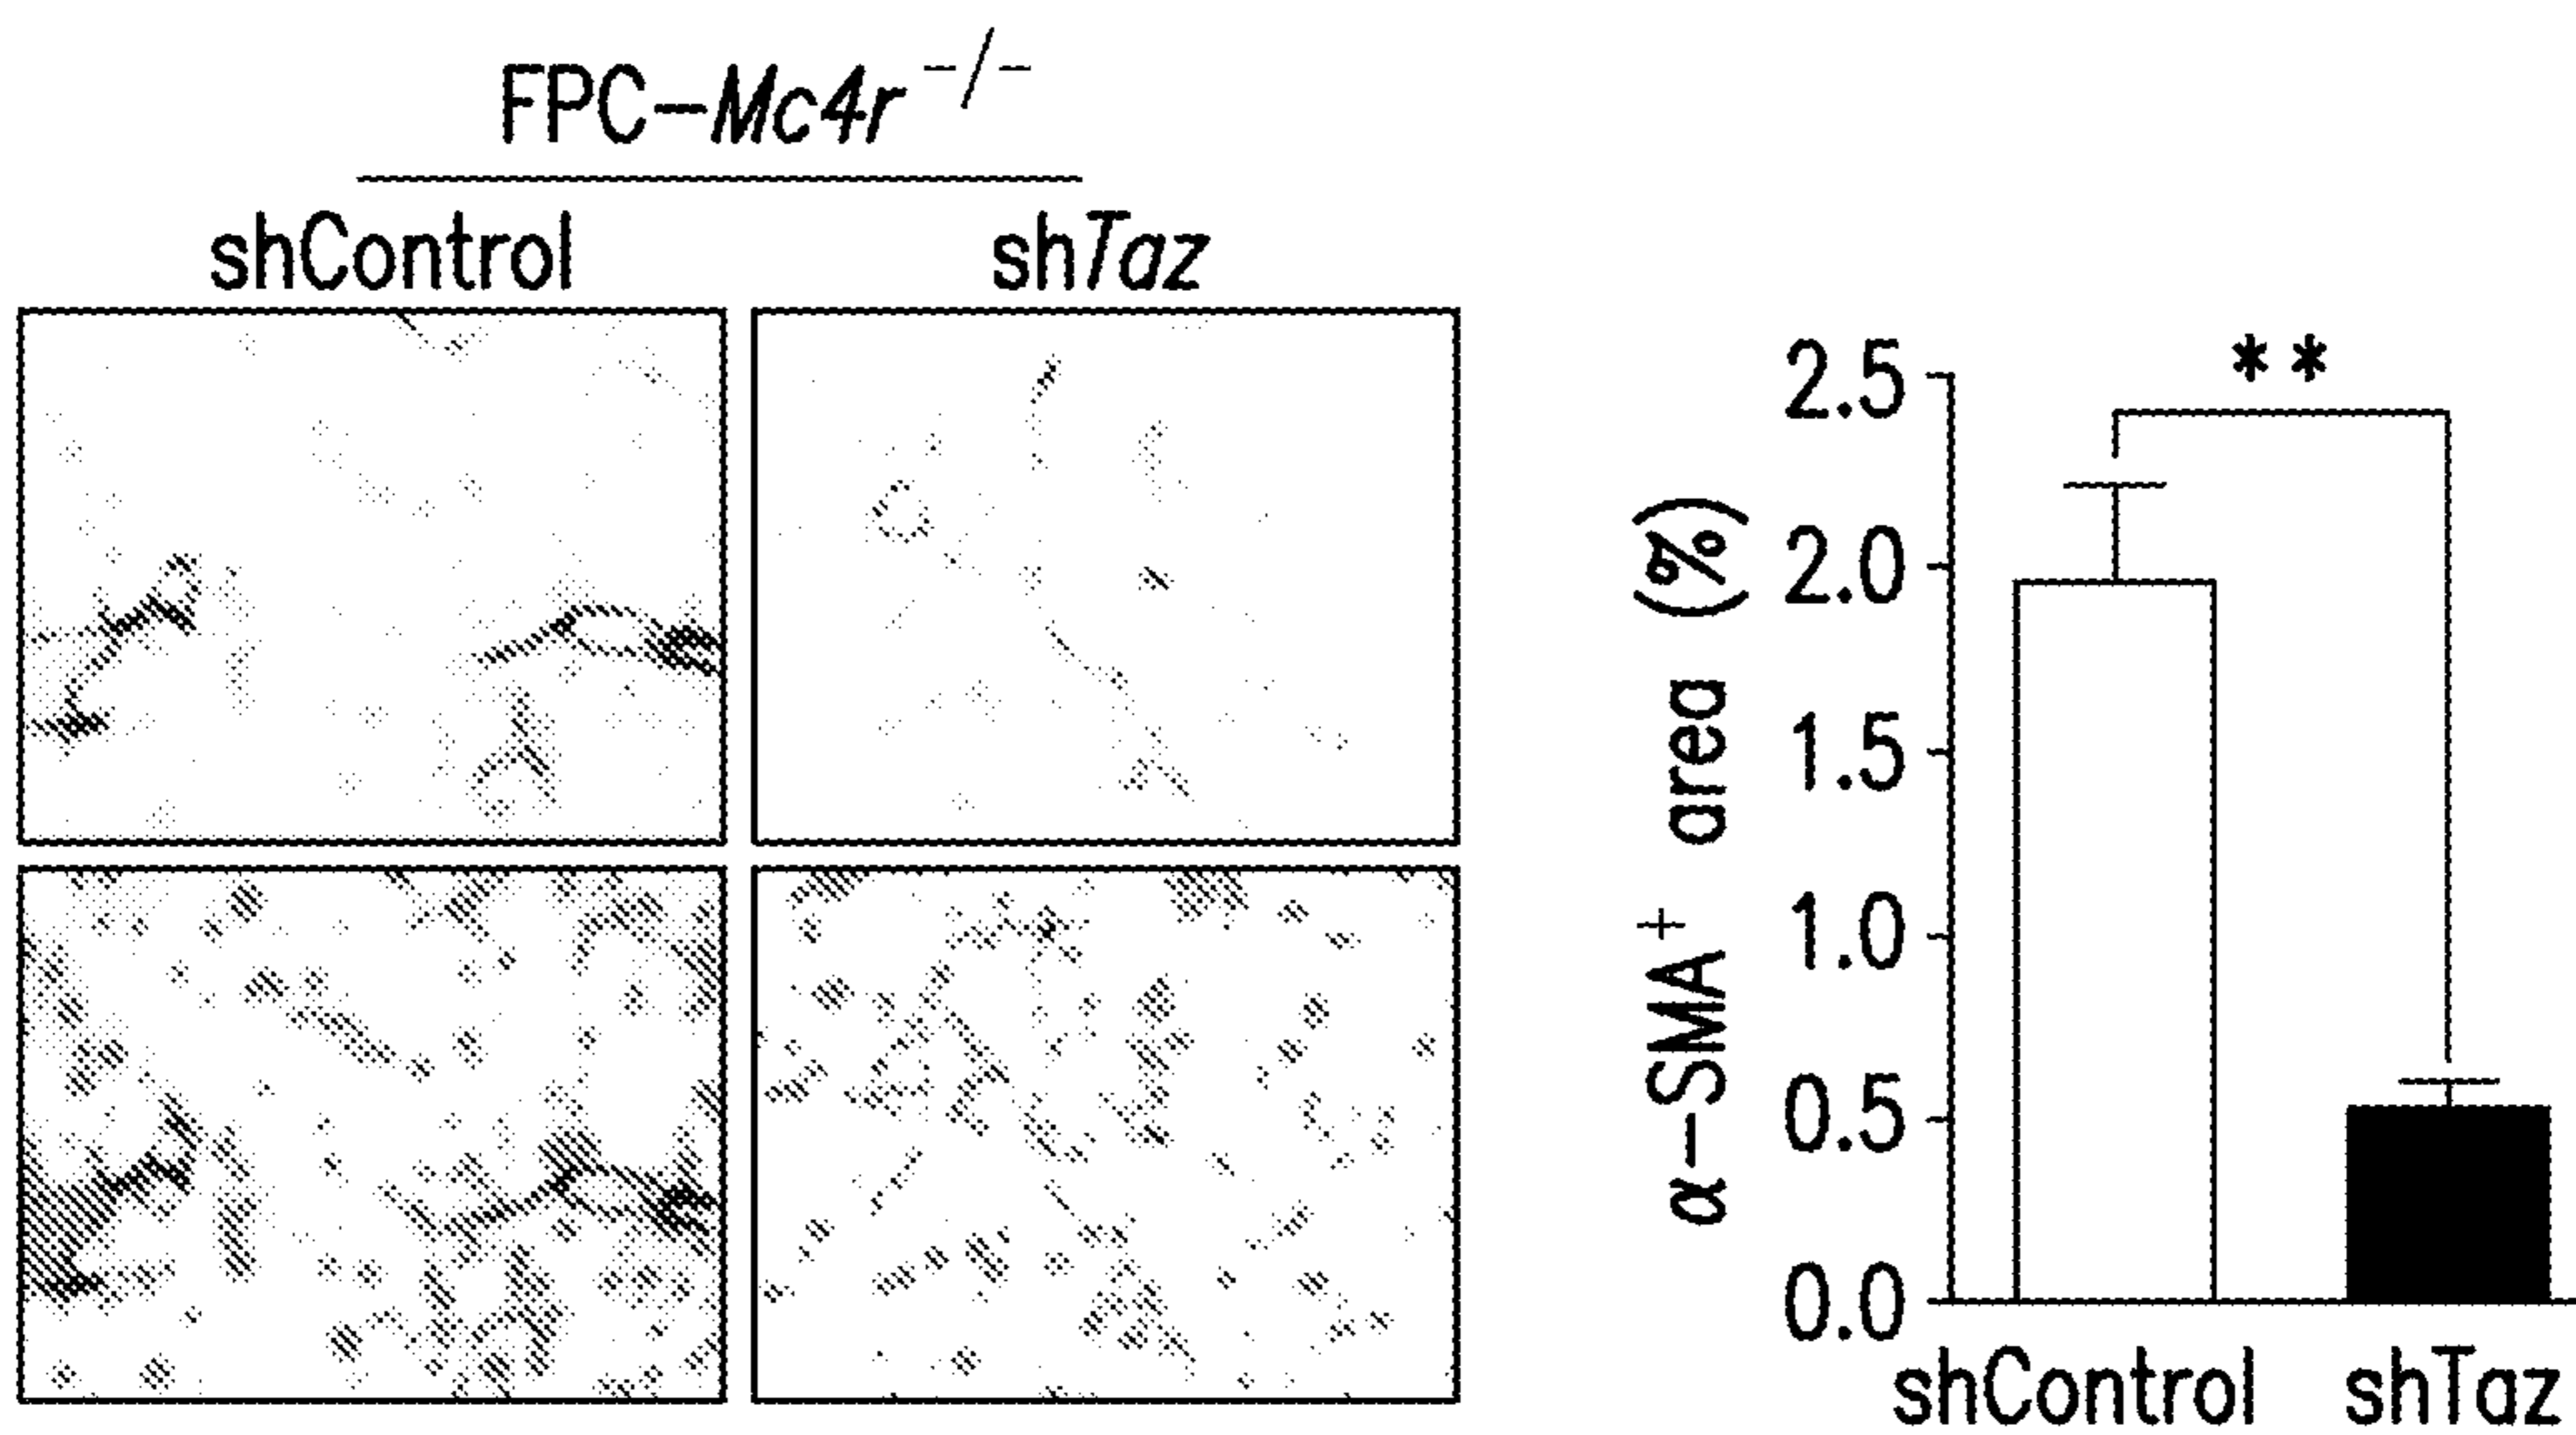 FPC-Mc4r -/-
shControl shTaz
**
2.5
2.0
1.5
1.0
0.5
0.0
α-SMA+ area (%)
shControl shTaz